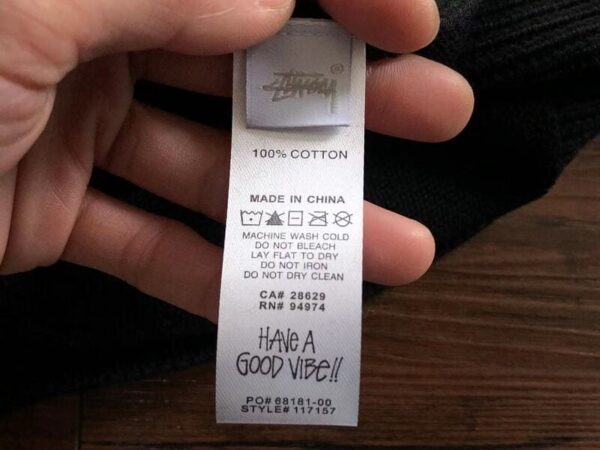 STÜSSY ®
100% COTTON
MADE IN CHINA
MACHINE WASH COLD
DO NOT BLEACH
LAY FLAT TO DRY
DO NOT IRON
DO NOT DRY CLEAN
CA# 28629
RN# 94974
HAVE A
GOOD VIBE!!
PO# 68181-00
STYLE# 117157